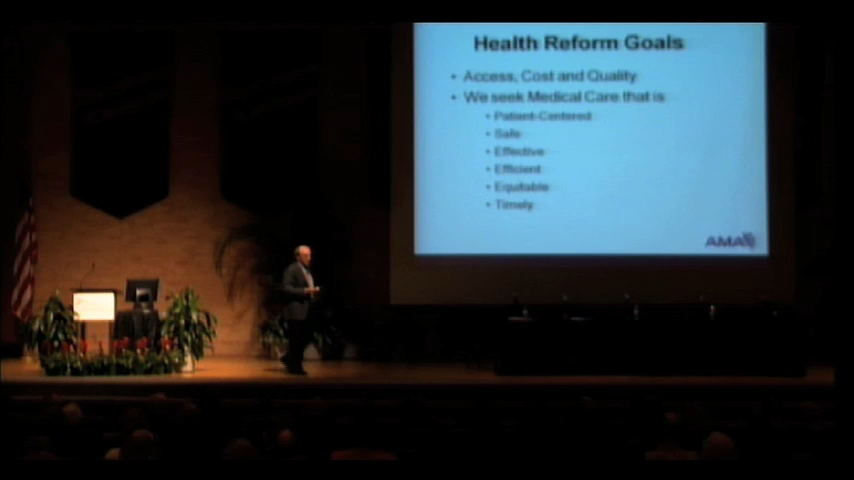 Health Reform Goals
• Access, Cost and Quality
• We seek Medical Care that is
• Patient-Centered
• Safe
• Effective
• Efficient
• Equitable
• Timely
AMA